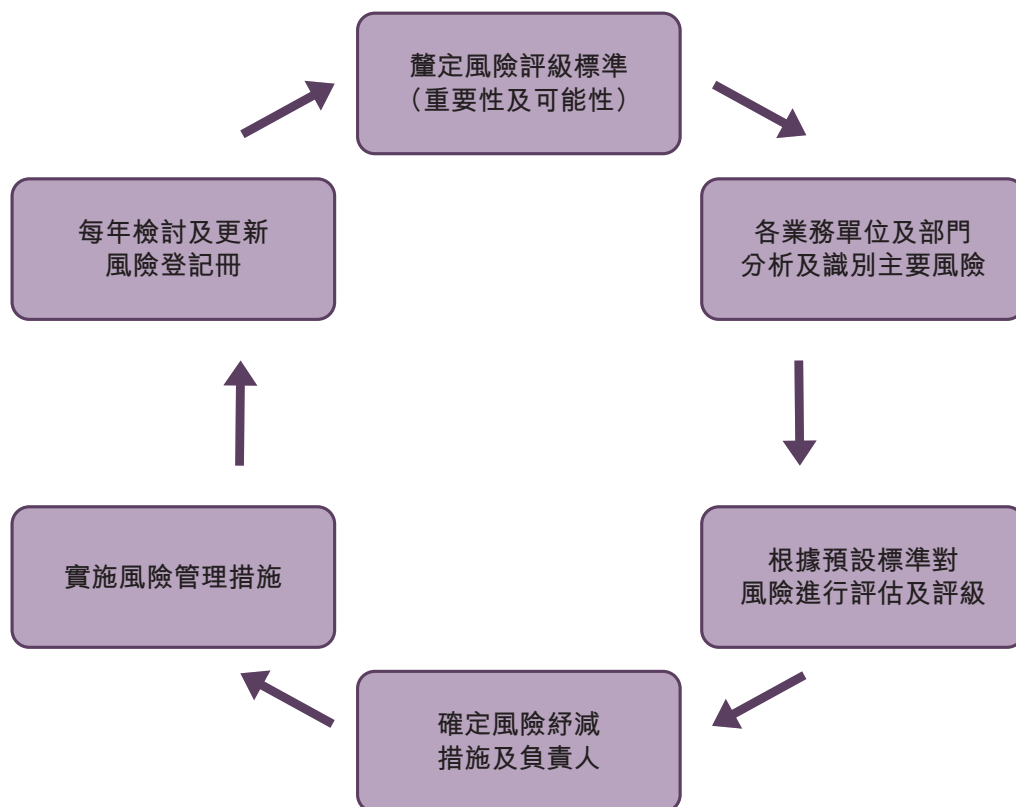 釐定風險評級標準
（重要性及可能性）
各業務單位及部門
分析及識別主要風險
根據預設標準對
風險進行評估及評級
確定風險紓減
措施及負責人
實施風險管理措施
每年檢討及更新
風險登記冊